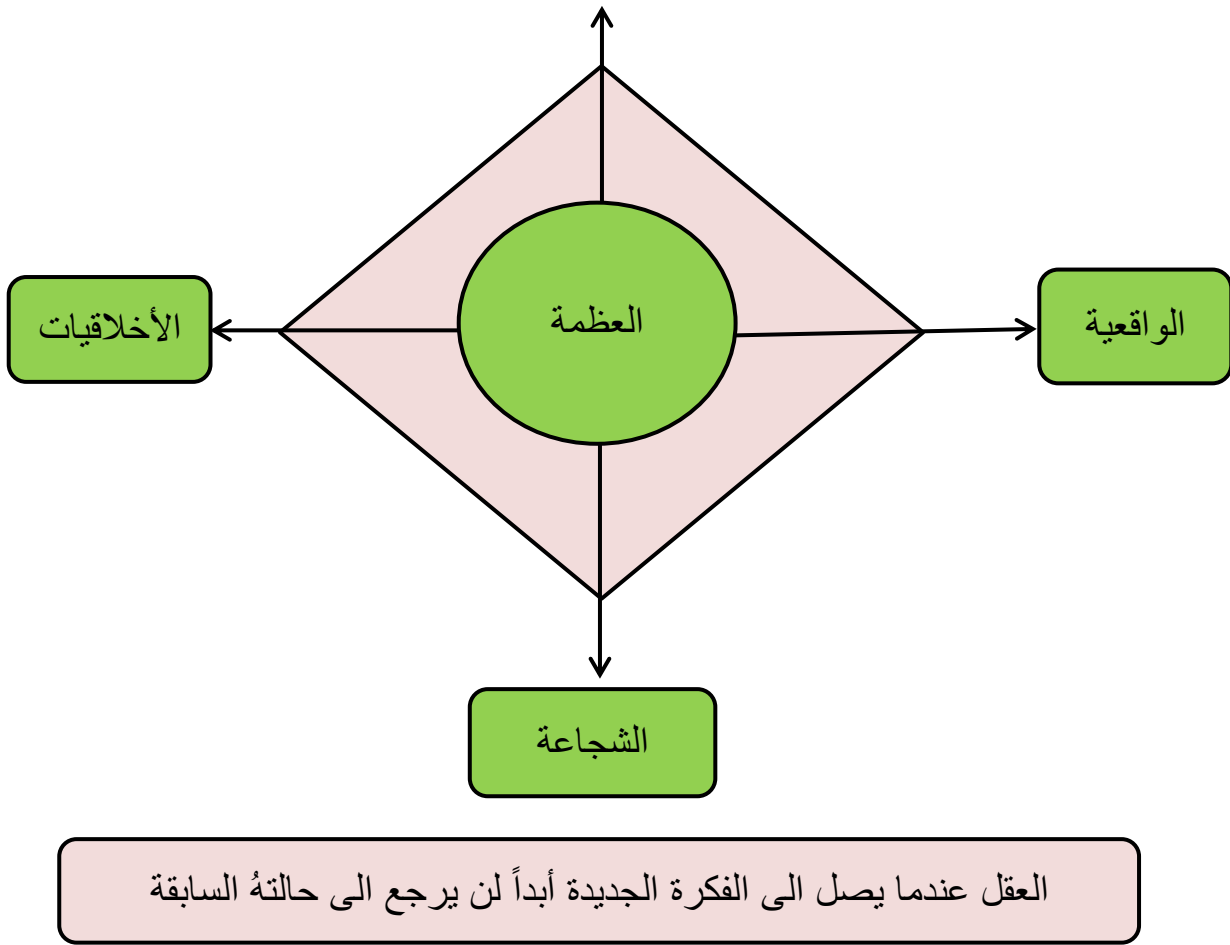 العظمة
الواقعية
الأخلاقيات
الشجاعة
العقل عندما يصل الى الفكرة الجديدة أبداً لن يرجع الى حالتهُ السابقة